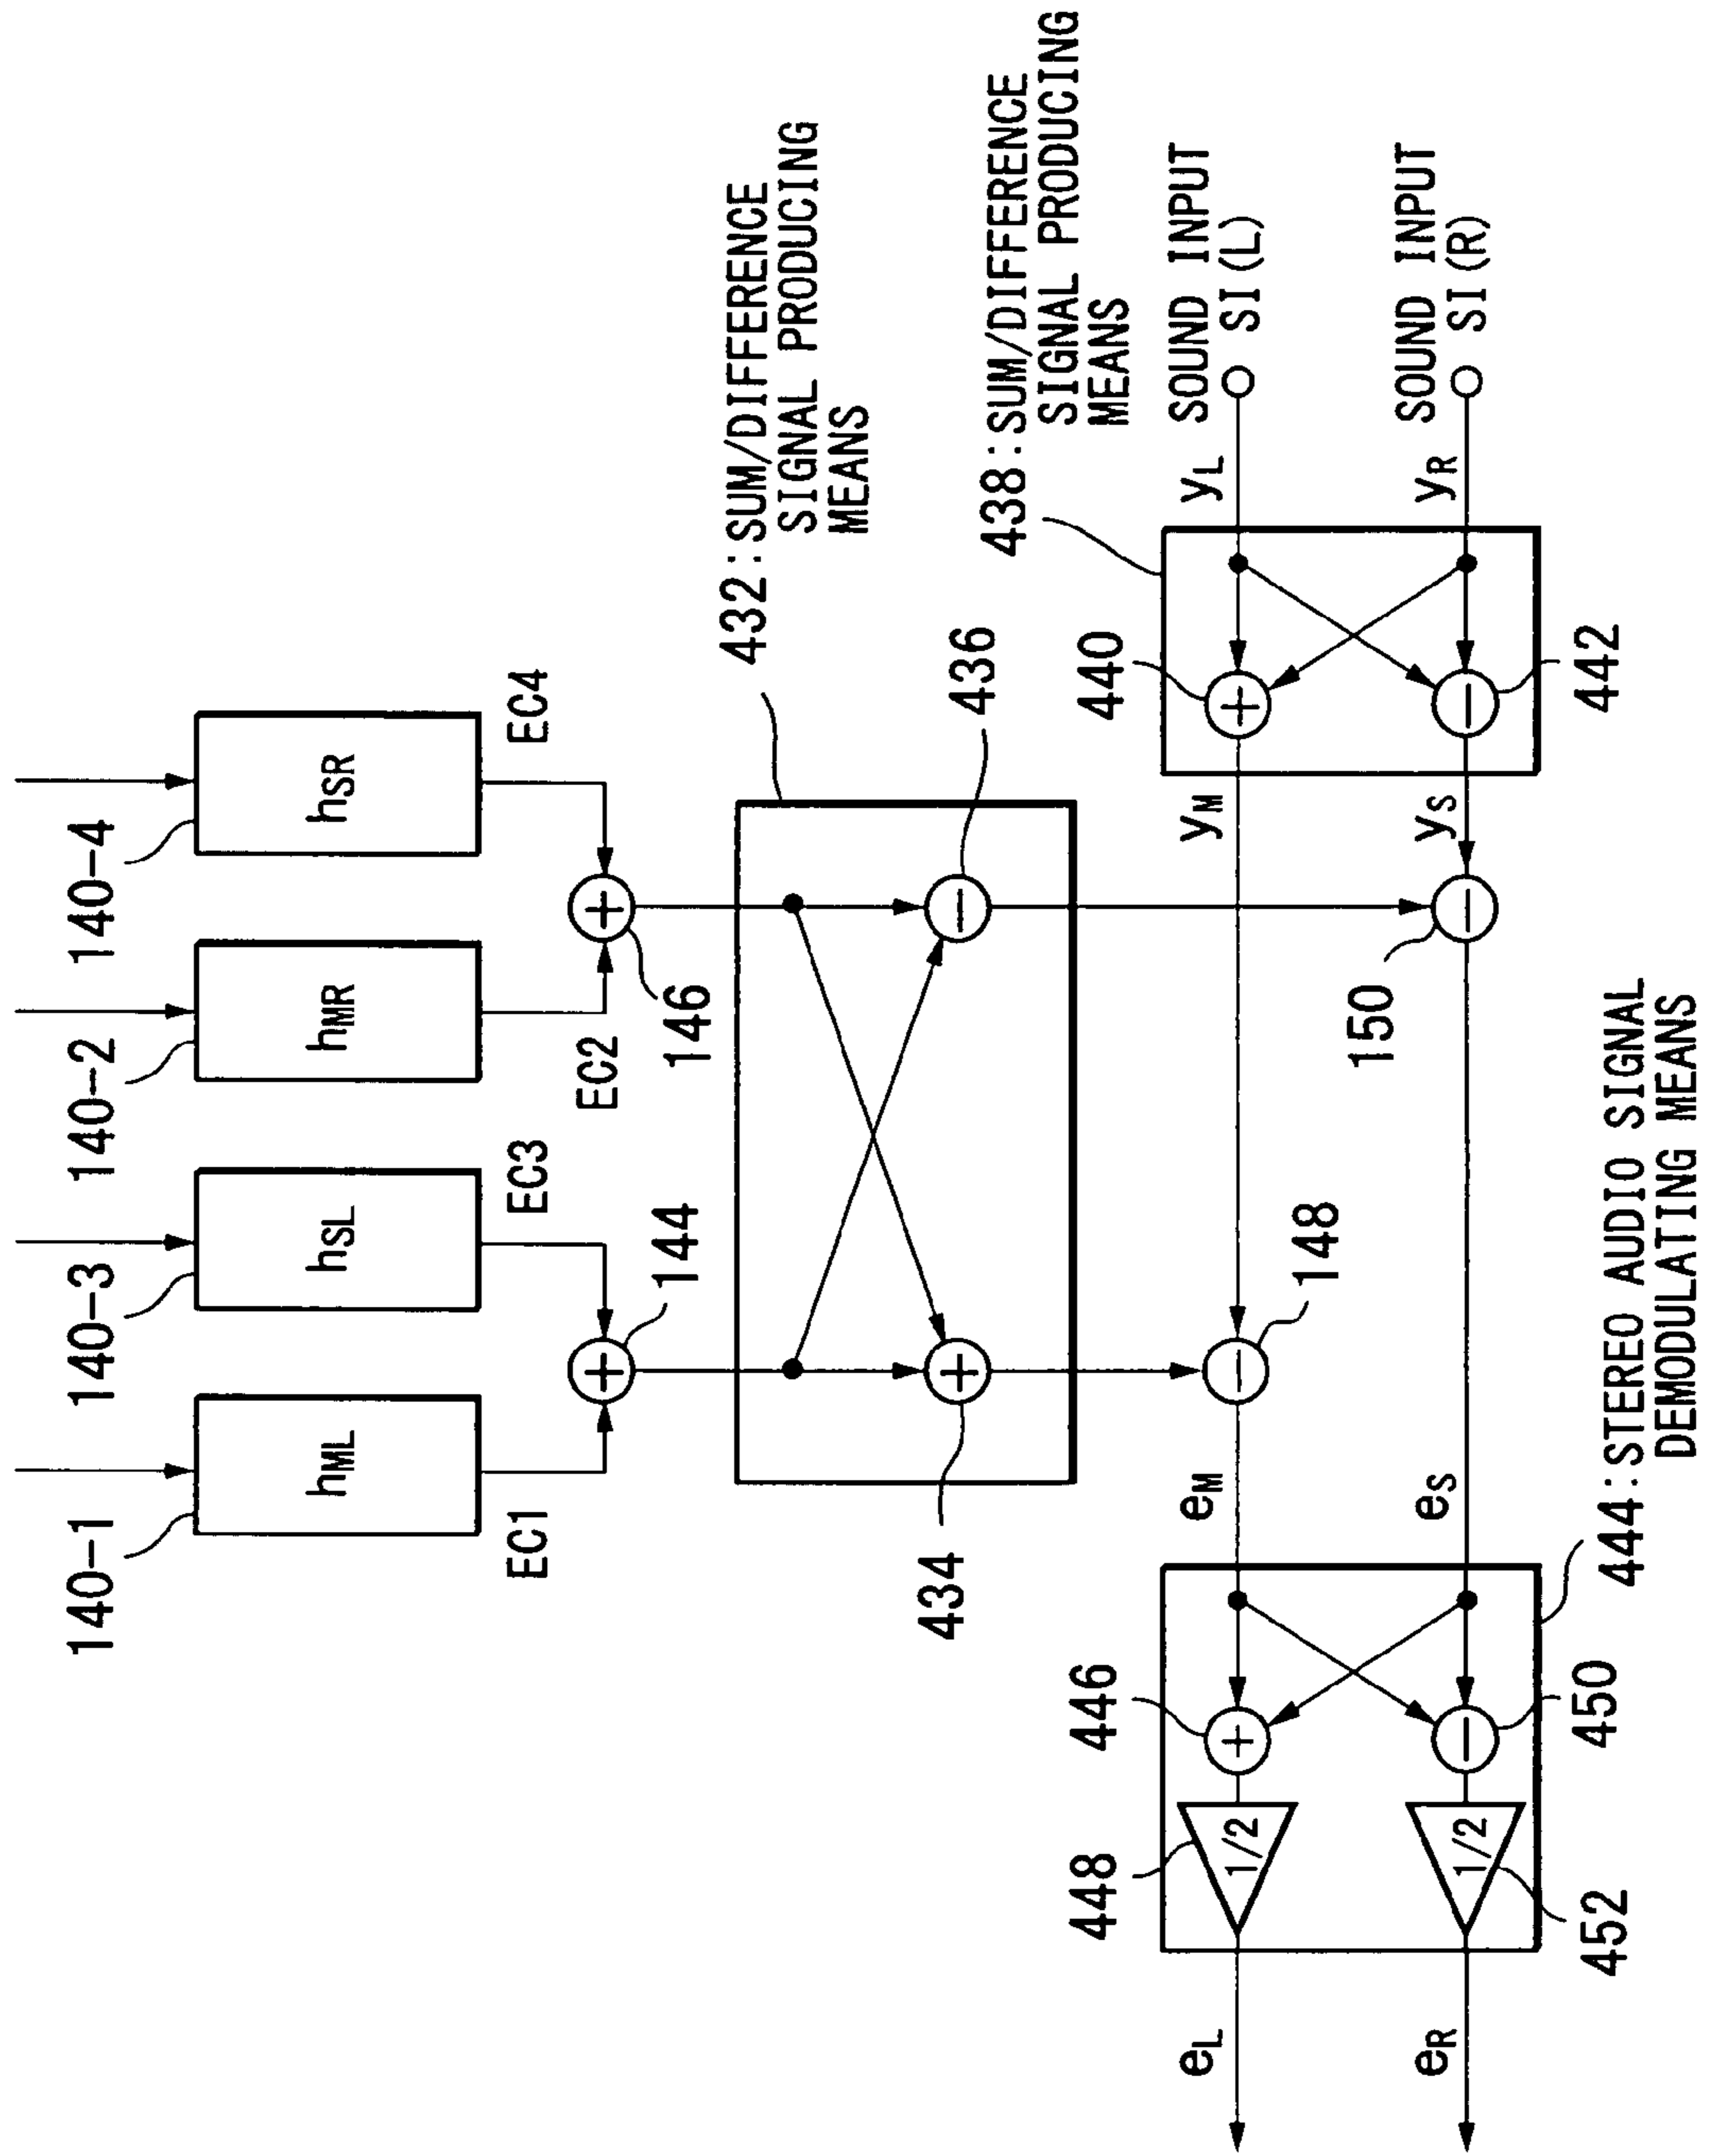 140-1
140-3
140-2
140-4
hML
hSL
hMR
hSR
EC1
EC3
EC2
EC4
144
146
432:SUM/DIFFERENCE
SIGNAL PRODUCING
MEANS
434
436
438:SUM/DIFFERENCE
SIGNAL PRODUCING
MEANS
448
446
148
440
SOUND INPUT
SI(L)
eL
1/2
+
eM
yM
yL
150
SOUND INPUT
SI(R)
eR
1/2
eS
yS
yR
452
450
442
444:STEREO AUDIO SIGNAL
DEMODULATING MEANS